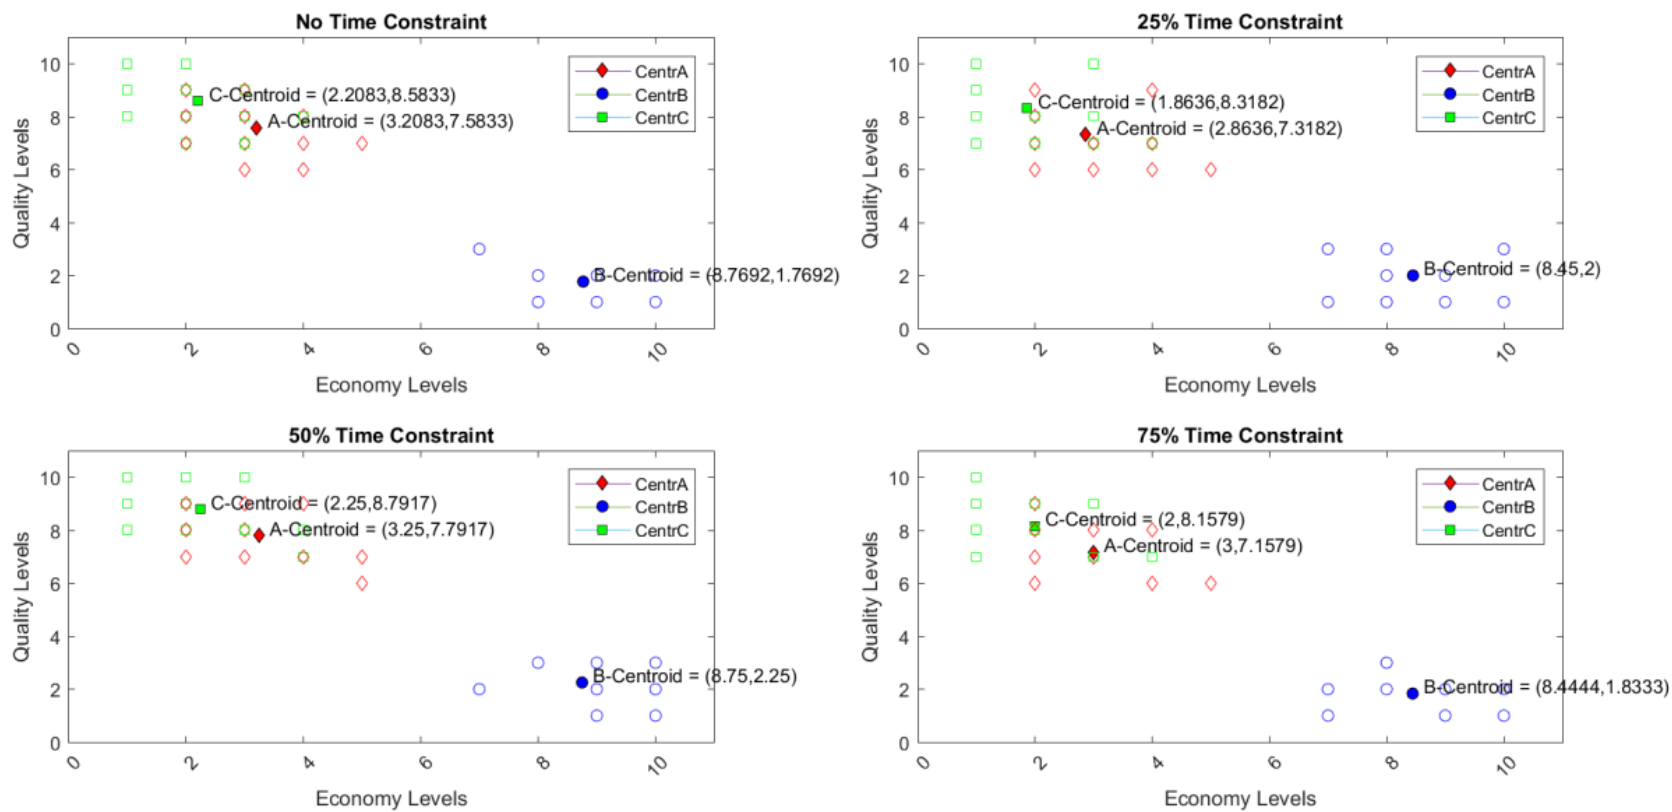 No Time Constraint
10
8
6
4
2
0
Quality Levels
C-Centroid = (2.2083,8.5833)
A-Centroid = (3.2083,7.5833)
B-Centroid = (8.7692,1.7692)
CentrA
CentrB
CentrC
0 2 4 6 8 10
Economy Levels
25% Time Constraint
10
8
6
4
2
0
Quality Levels
C-Centroid = (1.8636,8.3182)
A-Centroid = (2.8636,7.3182)
B-Centroid = (8.45,2)
CentrA
CentrB
CentrC
0 2 4 6 8 10
Economy Levels
50% Time Constraint
10
8
6
4
2
0
Quality Levels
C-Centroid = (2.25,8.7917)
A-Centroid = (3.25,7.7917)
B-Centroid = (8.75,2.25)
CentrA
CentrB
CentrC
0 2 4 6 8 10
Economy Levels
75% Time Constraint
10
8
6
4
2
0
Quality Levels
C-Centroid = (2,8.1579)
A-Centroid = (3,7.1579)
B-Centroid = (8.4444,1.8333)
CentrA
CentrB
CentrC
0 2 4 6 8 10
Economy Levels